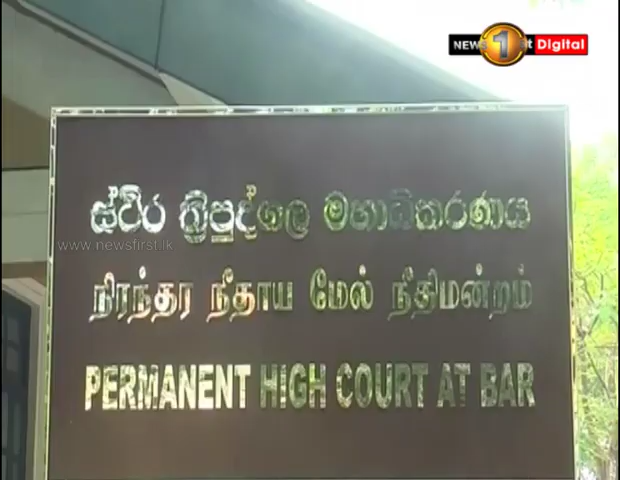 NEWS 1st Digital
ස්ථිර ත්‍රිපුද්ගල මහාධිකරණය
www.newsfirst.lk
நிரந்தர நீதாய மேல் நீதிமன்றம்
PERMANENT HIGH COURT AT BAR